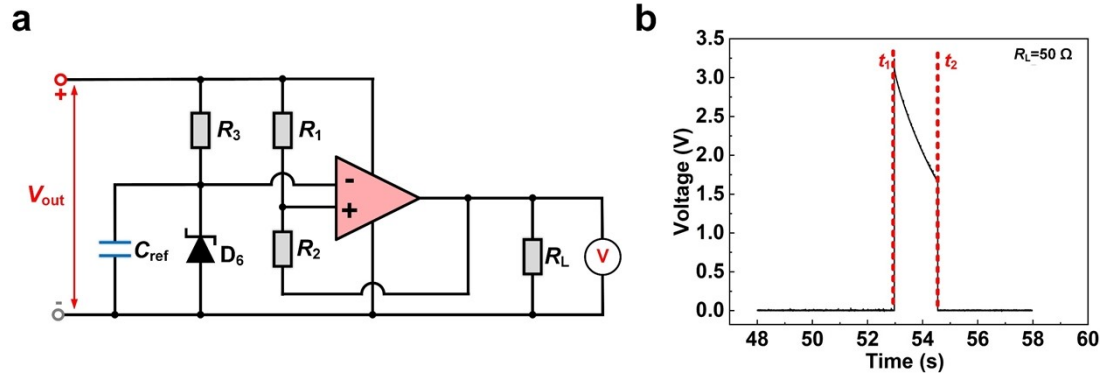 a
+
V_out
-
R_3
R_1
-
+
C_ref
D_6
R_2
R_L
V
b
Voltage (V)
3.5
3.0
2.5
2.0
1.5
1.0
0.5
0.0
t_1
t_2
R_L=50 Ω
48 50 52 53 54 56 58 60
Time (s)